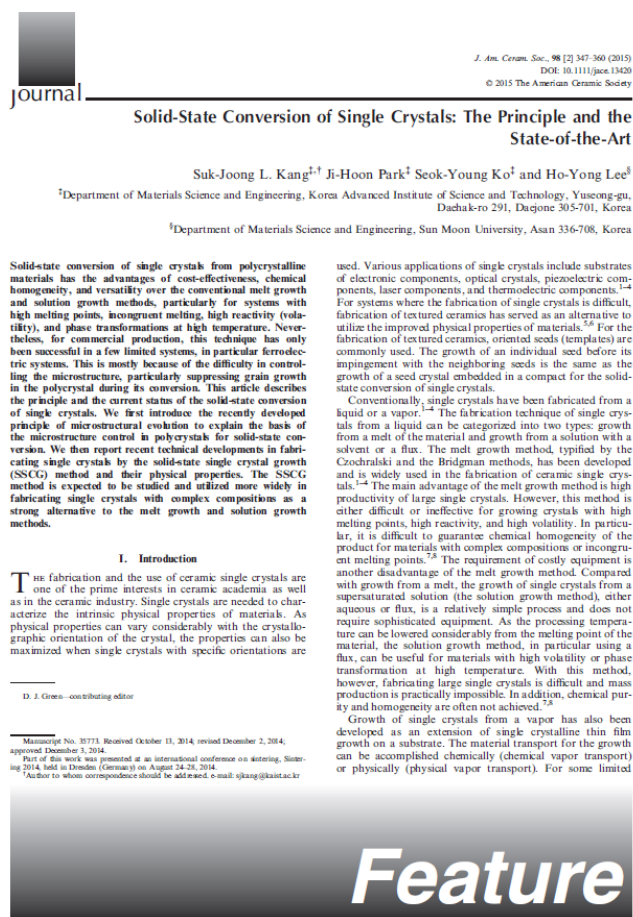 journal
J. Am. Ceram. Soc., 98 [2] 347–360 (2015)
DOI: 10.1111/jace.13420
© 2015 The American Ceramic Society
Solid-State Conversion of Single Crystals: The Principle and the
State-of-the-Art
Suk-Joong L. Kang‡,† Ji-Hoon Park‡ Seok-Young Ko‡ and Ho-Yong Lee§
‡Department of Materials Science and Engineering, Korea Advanced Institute of Science and Technology, Yuseong-gu,
Daehak-ro 291, Daejone 305-701, Korea
§Department of Materials Science and Engineering, Sun Moon University, Asan 336-708, Korea
Solid-state conversion of single crystals from polycrystalline
materials has the advantages of cost-effectiveness, chemical
homogeneity, and versatility over the conventional melt growth
and solution growth methods, particularly for systems with
high melting points, incongruent melting, high reactivity (vola-
tility), and phase transformations at high temperature. Never-
theless, for commercial production, this technique has only
been successful in a few limited systems, in particular ferroelec-
tric systems. This is mostly because of the difficulty in control-
ling the microstructure, particularly suppressing grain growth
in the polycrystal during its conversion. This article describes
the principle and the current status of the solid-state conversion
of single crystals. We first introduce the recently developed
principle of microstructural evolution to explain the basis of
the microstructure control in polycrystals for solid-state con-
version. We then report recent technical developments in fabri-
cating single crystals by the solid-state single crystal growth
(SSCG) method and their physical properties. The SSCG
method is expected to be studied and utilized more widely in
fabricating single crystals with complex compositions as a
strong alternative to the melt growth and solution growth
methods.
I. Introduction
THE fabrication and the use of ceramic single crystals are
one of the prime interests in ceramic academia as well
as in the ceramic industry. Single crystals are needed to char-
acterize the intrinsic physical properties of materials. As
physical properties can vary considerably with the crystallo-
graphic orientation of the crystal, the properties can also be
maximized when single crystals with specific orientations are
D. J. Green—contributing editor
Manuscript No. 35773. Received October 13, 2014; revised December 2, 2014;
approved December 3, 2014.
Part of this work was presented at an international conference on sintering, Sinter-
ing 2014, held in Dresden (Germany) on August 24–28, 2014.
†Author to whom correspondence should be addressed. e-mail: sjkang@kaist.ac.kr
used. Various applications of single crystals include substrates
of electronic components, optical crystals, piezoelectric com-
ponents, laser components, and thermoelectric components.1–4
For systems where the fabrication of single crystals is difficult,
fabrication of textured ceramics has served as an alternative to
utilize the improved physical properties of materials.5,6 For the
fabrication of textured ceramics, oriented seeds (templates) are
commonly used. The growth of an individual seed before its
impingement with the neighboring seeds is the same as the
growth of a seed crystal embedded in a compact for the solid-
state conversion of single crystals.
Conventionally, single crystals have been fabricated from a
liquid or a vapor.1–4 The fabrication technique of single crys-
tals from a liquid can be categorized into two types: growth
from a melt of the material and growth from a solution with a
solvent or a flux. The melt growth method, typified by the
Czochralski and the Bridgman methods, has been developed
and is widely used in the fabrication of ceramic single crys-
tals.1–4 The main advantage of the melt growth method is high
productivity of large single crystals. However, this method is
either difficult or ineffective for growing crystals with high
melting points, high reactivity, and high volatility. In particu-
lar, it is difficult to guarantee chemical homogeneity of the
product for materials with complex compositions or incongru-
ent melting points.7,8 The requirement of costly equipment is
another disadvantage of the melt growth method. Compared
with growth from a melt, the growth of single crystals from a
supersaturated solution (the solution growth method), either
aqueous or flux, is a relatively simple process and does not
require sophisticated equipment. As the processing tempera-
ture can be lowered considerably from the melting point of the
material, the solution growth method, in particular using a
flux, can be useful for materials with high volatility or phase
transformation at high temperature. With this method,
however, fabricating large single crystals is difficult and mass
production is practically impossible. In addition, chemical pur-
ity and homogeneity are often not achieved.7,8
Growth of single crystals from a vapor has also been
developed as an extension of single crystalline thin film
growth on a substrate. The material transport for the growth
can be accomplished chemically (chemical vapor transport)
or physically (physical vapor transport). For some limited
Feature